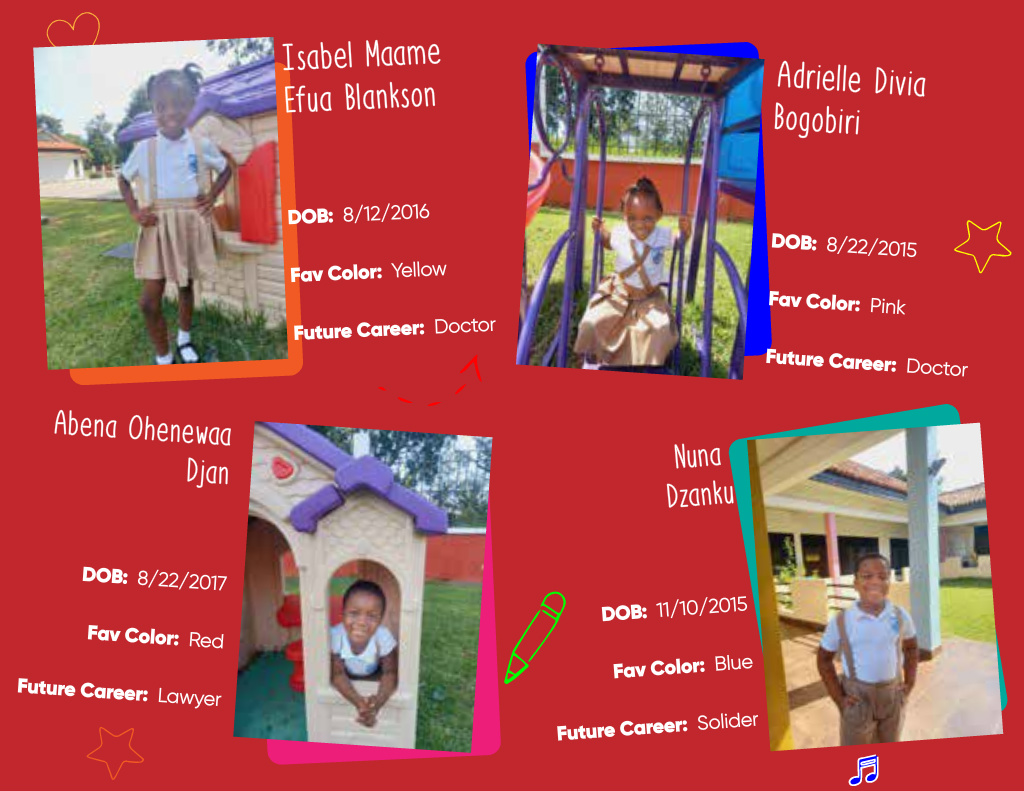 Isabel Maame
Efua Blankson
DOB: 8/12/2016
Fav Color: Yellow
Future Career: Doctor
Adrielle Divia
Bogobiri
DOB: 8/22/2015
Fav Color: Pink
Future Career: Doctor
Abena Ohenewaa
Djan
DOB: 8/22/2017
Fav Color: Red
Future Career: Lawyer
Nuna
Dzanku
DOB: 11/10/2015
Fav Color: Blue
Future Career: Solider